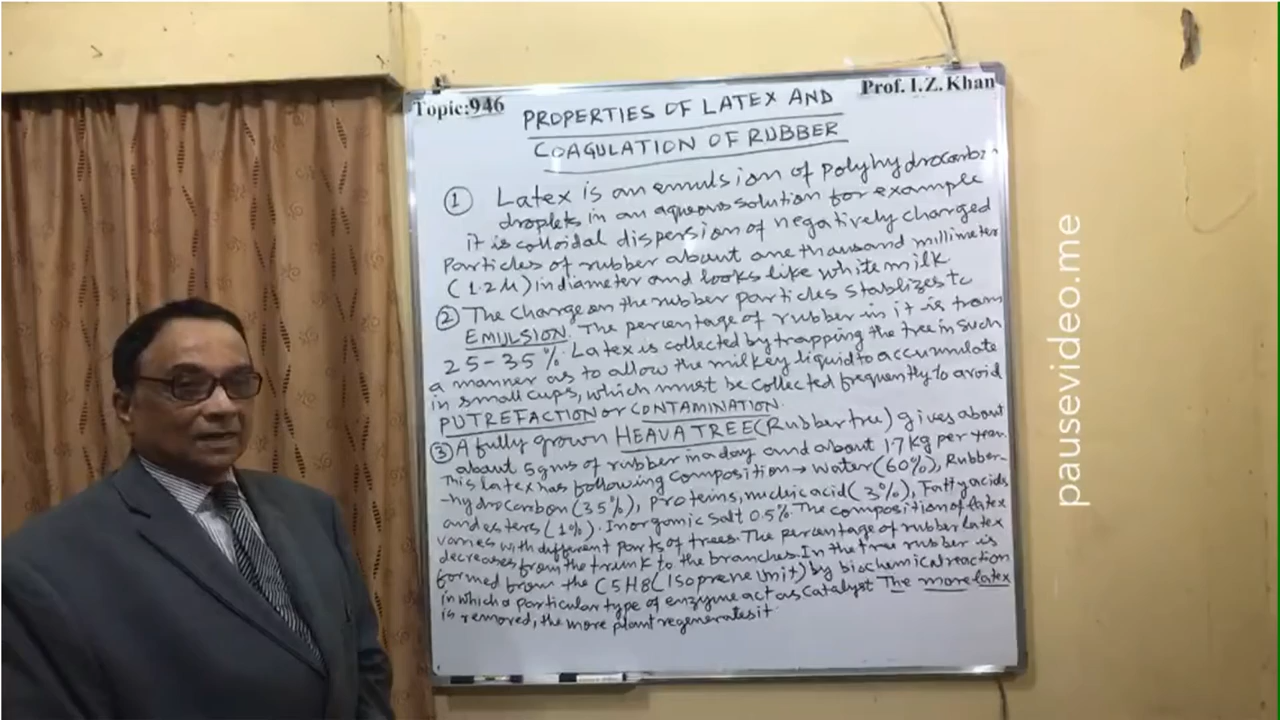 Topic:946
Prof. I.Z. Khan
PROPERTIES OF LATEX AND
COAGULATION OF RUBBER
① Latex is an emulsion of Polyhydrocarbon
droplets in an aqueous solution for example
it is colloidal dispersion of negatively charged
Particles of rubber about one thousand millimeter
(1.2 μ) in diameter and looks like white milk
② The charge on the rubber particles stablizes to
EMULSION. The percentage of rubber in it is from
25-35%. Latex is collected by trapping the tree in such
a manner as to allow the milkey liquid to accumulate
in small cups, which must be collected frequently to avoid
PUTREFACTION or CONTAMINATION.
③ A fully grown HEAVA TREE (Rubber tree) gives about
about 5gms of rubber in a day and about 1.7 kg per year.
This latex has following composition → water (60%), Rubber-
-hydrocarbon (35%), Proteins, nucleic acid (3%), Fatty acids
and esters (1%). Inorganic salt 0.5%. The composition of latex
varies with different parts of trees. The percentage of rubber latex
decreases from the trunk to the branches. In the tree rubber is
formed from the C5H8 (Isoprene Unit) by biochemical reaction
in which a particular type of enzyme act as catalyst The more latex
is removed, the more plant regenerates it
pausevideo.me